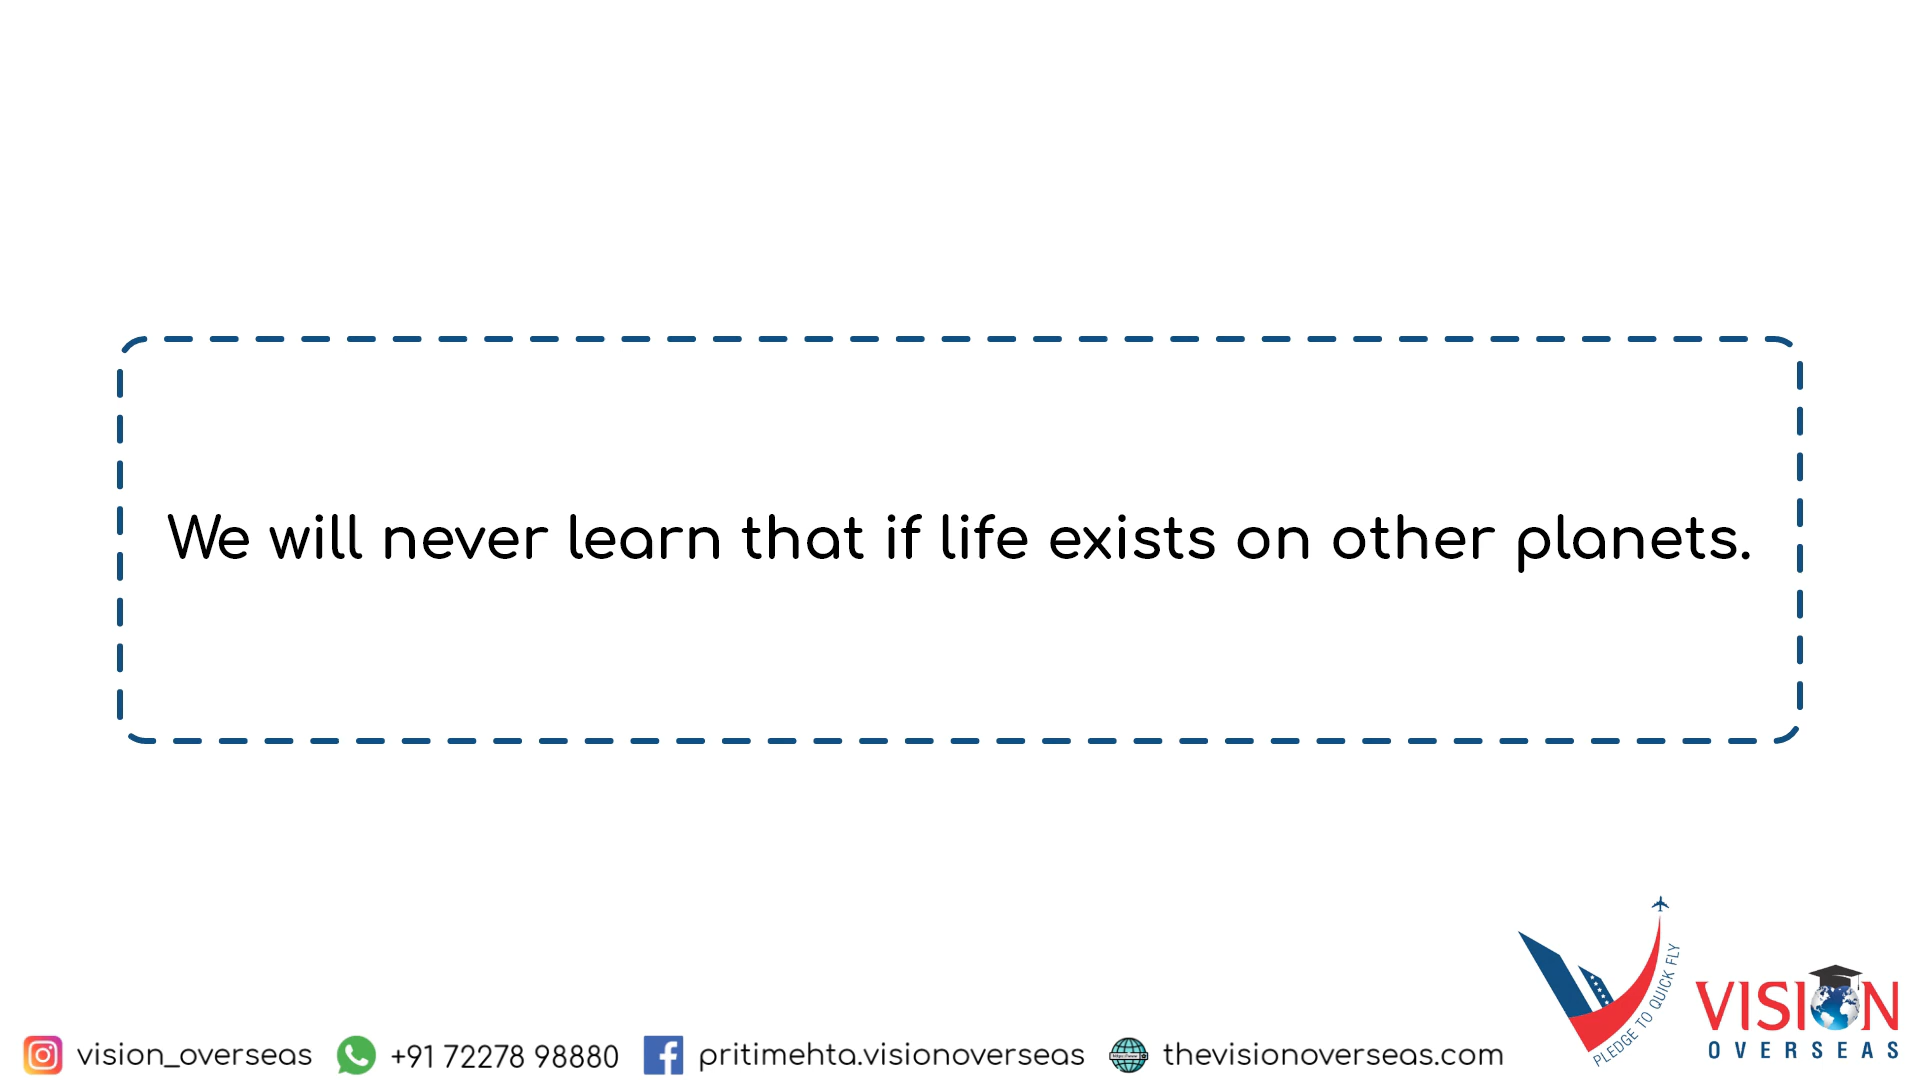 We will never learn that if life exists on other planets.
PLEDGE TO QUICK FLY
VISION
OVERSEAS
vision_overseas
+91 72278 98880
pritimehta.visionoverseas
thevisionoverseas.com